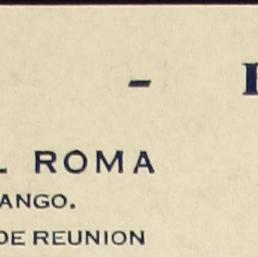 -
L ROMA
ANGO.
DE REUNION